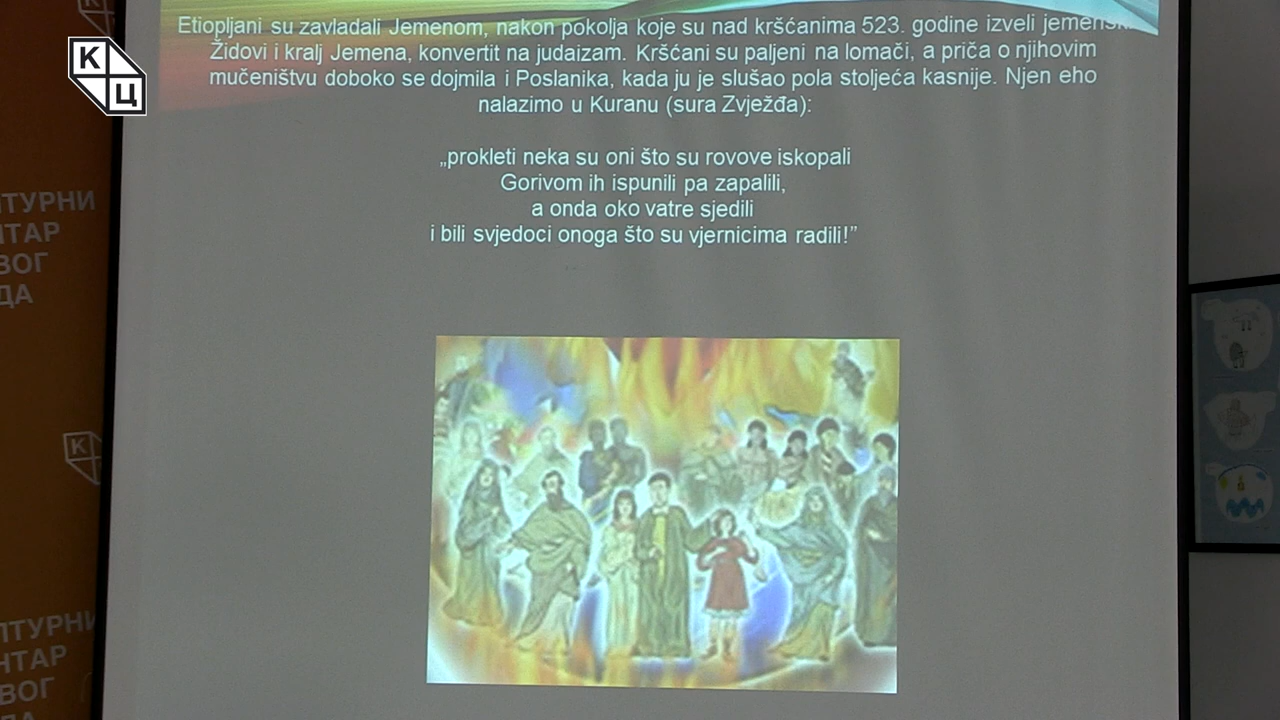 Etiopljani su zavladali Jemenom, nakon pokolja koje su nad kršćanima 523. godine izveli jemenski
Židovi i kralj Jemena, konvertit na judaizam. Kršćani su paljeni na lomači, a priča o njihovim
mučeništvu doboko se dojmila i Poslanika, kada ju je slušao pola stoljeća kasnije. Njen eho
nalazimo u Kuranu (sura Zvježđa):
„prokleti neka su oni što su rovove iskopali
Gorivom ih ispunili pa zapalili,
a onda oko vatre sjedili
i bili svjedoci onoga što su vjernicima radili!”
К
Ц
ЛТУРНИ
НТАР
ВОГ
ДА
К
ЛТУРНИ
НТАР
ВОГ
ДА